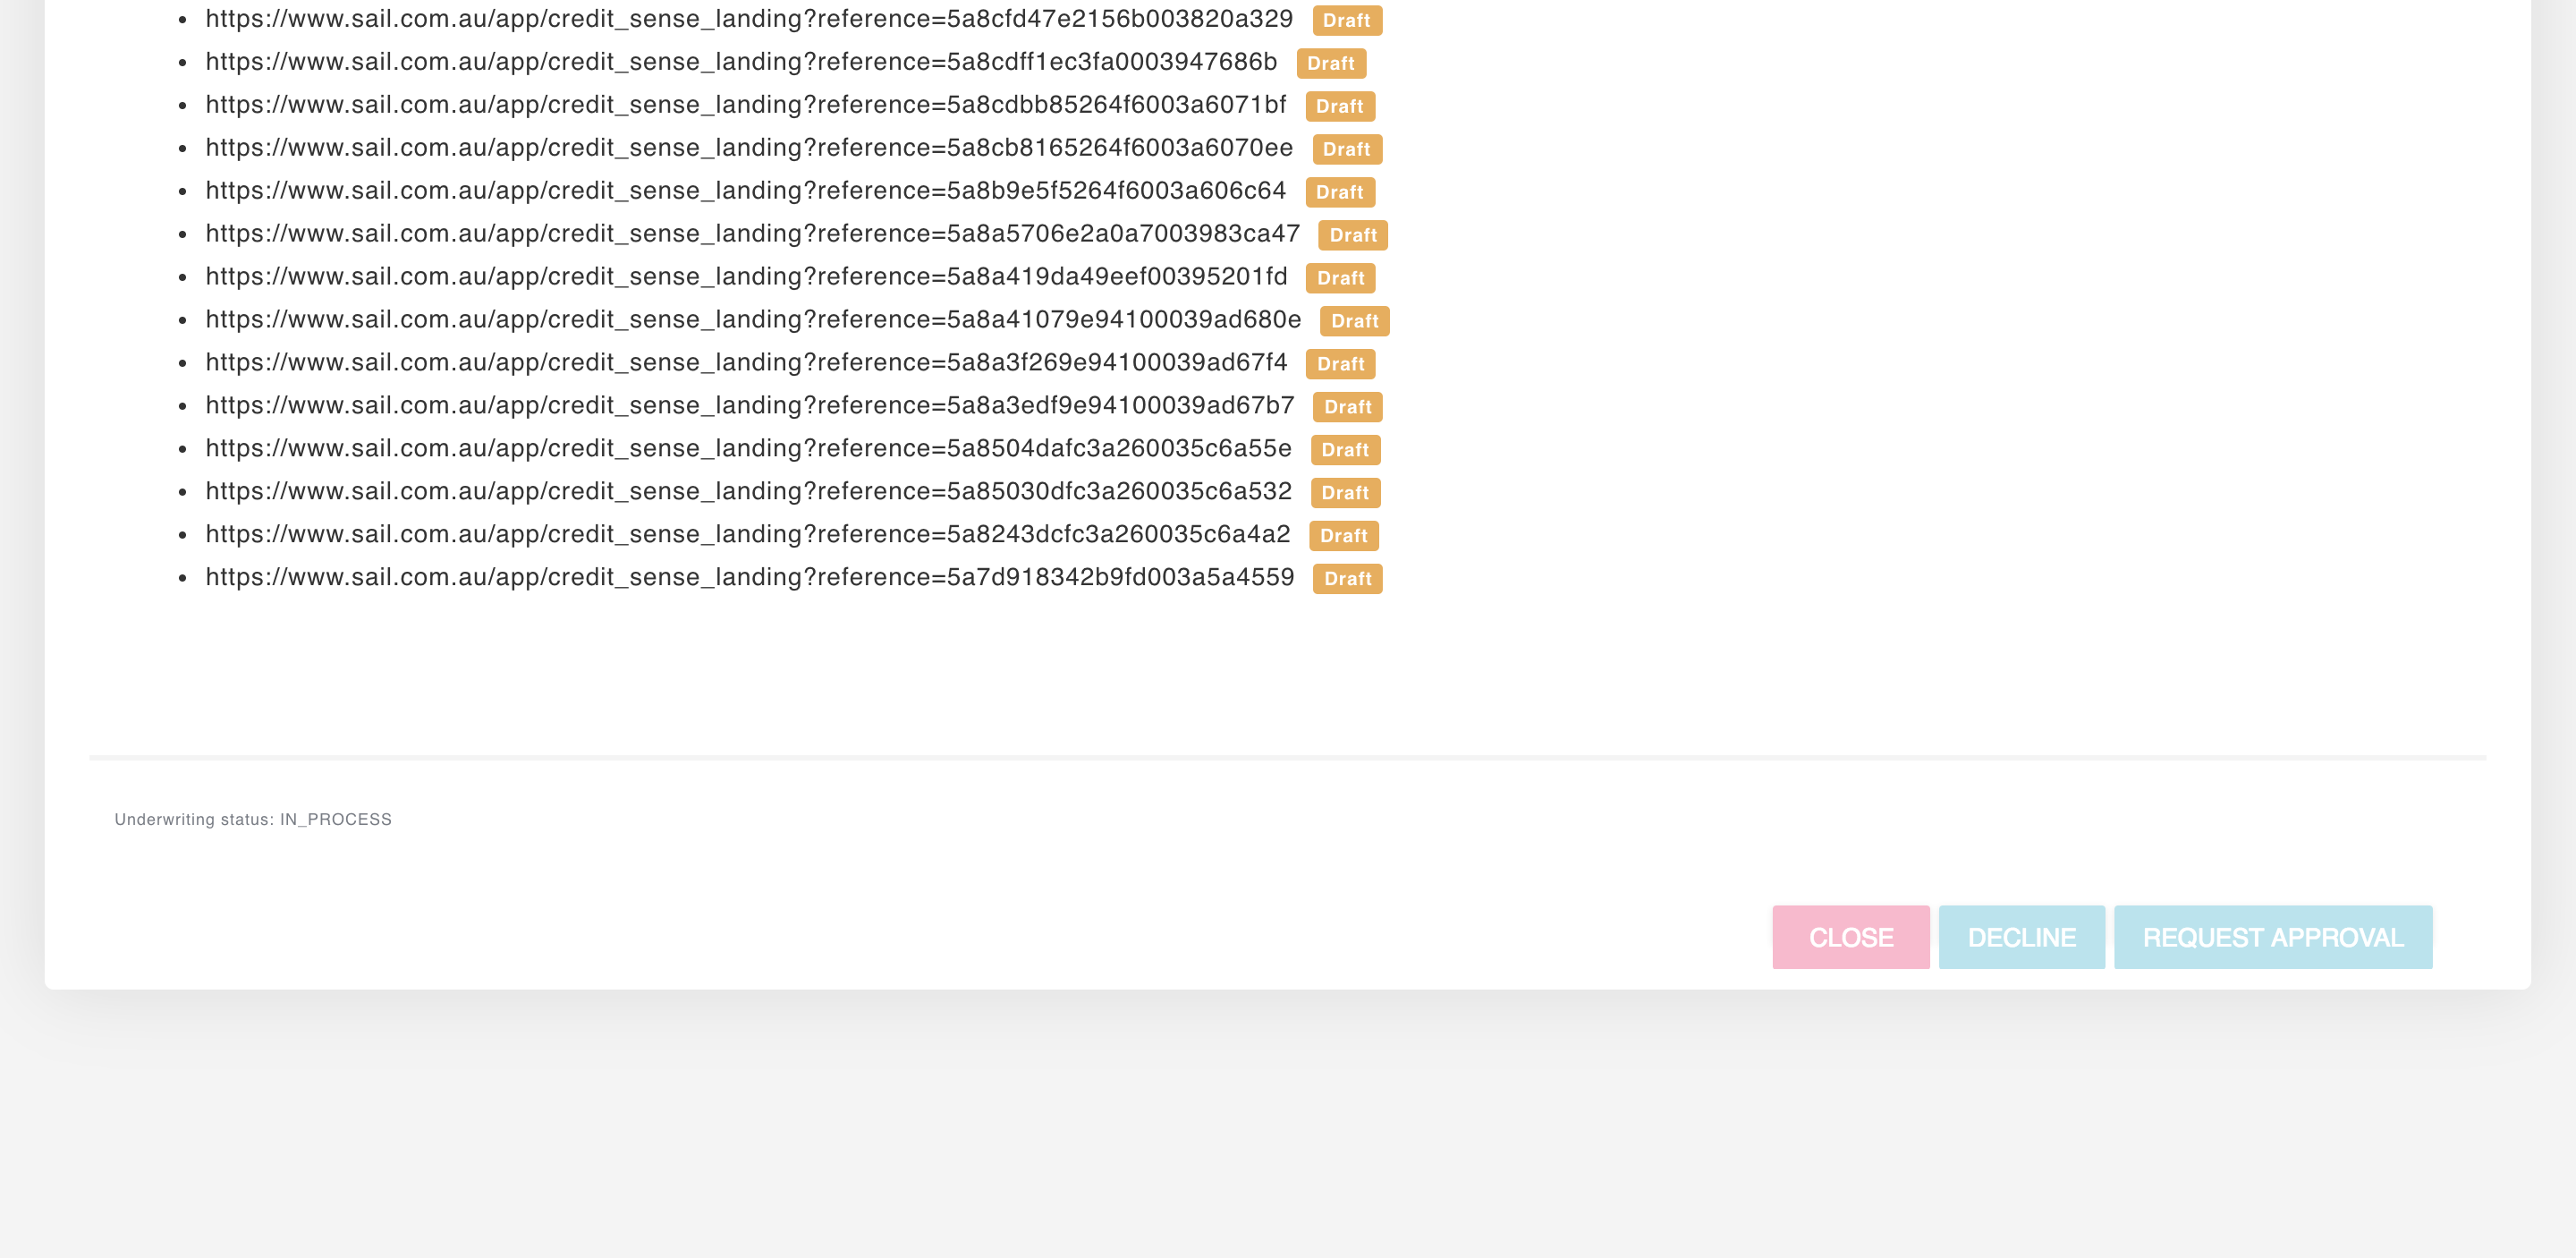 • https://www.sail.com.au/app/credit_sense_landing?reference=5a8cfd47e2156b003820a329 Draft
• https://www.sail.com.au/app/credit_sense_landing?reference=5a8cdff1ec3fa0003947686b Draft
• https://www.sail.com.au/app/credit_sense_landing?reference=5a8cdbb85264f6003a6071bf Draft
• https://www.sail.com.au/app/credit_sense_landing?reference=5a8cb8165264f6003a6070ee Draft
• https://www.sail.com.au/app/credit_sense_landing?reference=5a8b9e5f5264f6003a606c64 Draft
• https://www.sail.com.au/app/credit_sense_landing?reference=5a8a5706e2a0a7003983ca47 Draft
• https://www.sail.com.au/app/credit_sense_landing?reference=5a8a419da49eef00395201fd Draft
• https://www.sail.com.au/app/credit_sense_landing?reference=5a8a41079e94100039ad680e Draft
• https://www.sail.com.au/app/credit_sense_landing?reference=5a8a3f269e94100039ad67f4 Draft
• https://www.sail.com.au/app/credit_sense_landing?reference=5a8a3edf9e94100039ad67b7 Draft
• https://www.sail.com.au/app/credit_sense_landing?reference=5a8504dafc3a260035c6a55e Draft
• https://www.sail.com.au/app/credit_sense_landing?reference=5a85030dfc3a260035c6a532 Draft
• https://www.sail.com.au/app/credit_sense_landing?reference=5a8243dcfc3a260035c6a4a2 Draft
• https://www.sail.com.au/app/credit_sense_landing?reference=5a7d918342b9fd003a5a4559 Draft
Underwriting status: IN_PROCESS
CLOSE DECLINE REQUEST APPROVAL